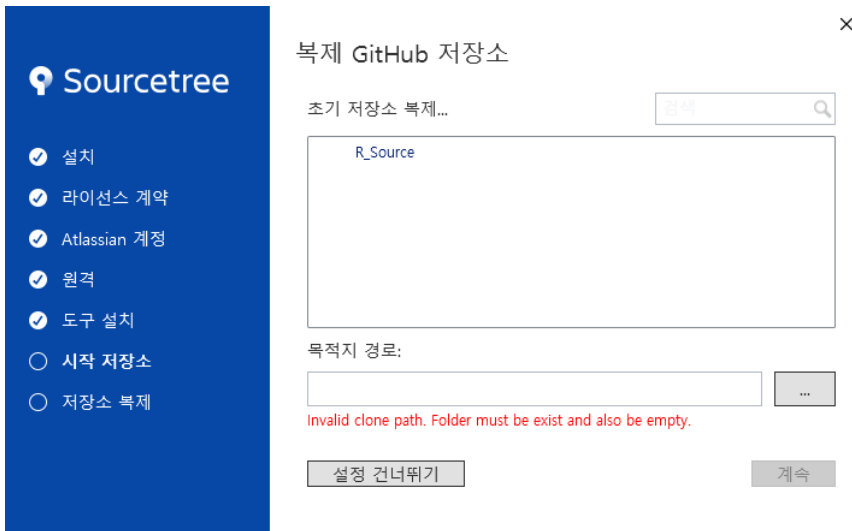 Sourcetree
설치
라이선스 계약
Atlassian 계정
원격
도구 설치
시작 저장소
저장소 복제
복제 GitHub 저장소
초기 저장소 복제...
검색
R_Source
목적지 경로:
...
Invalid clone path. Folder must be exist and also be empty.
설정 건너뛰기
계속